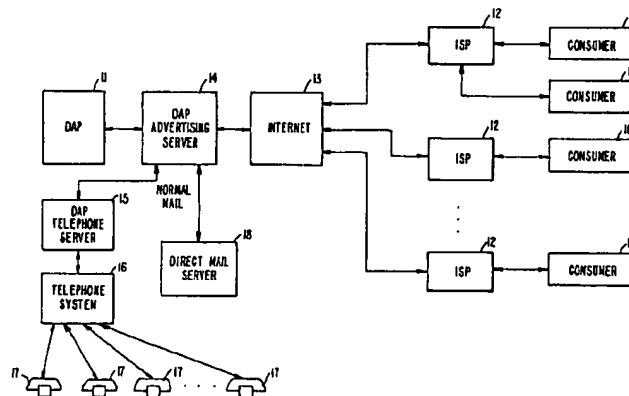 11
DAP
14
DAP
ADVERTISING
SERVER
13
INTERNET
12
ISP
CONSUMER
CONSUMER
12
ISP
CONSUMER
12
ISP
CONSUMER
NORMAL
MAIL
15
DAP
TELEPHONE
SERVER
18
DIRECT MAIL
SERVER
16
TELEPHONE
SYSTEM
17
17
17
17